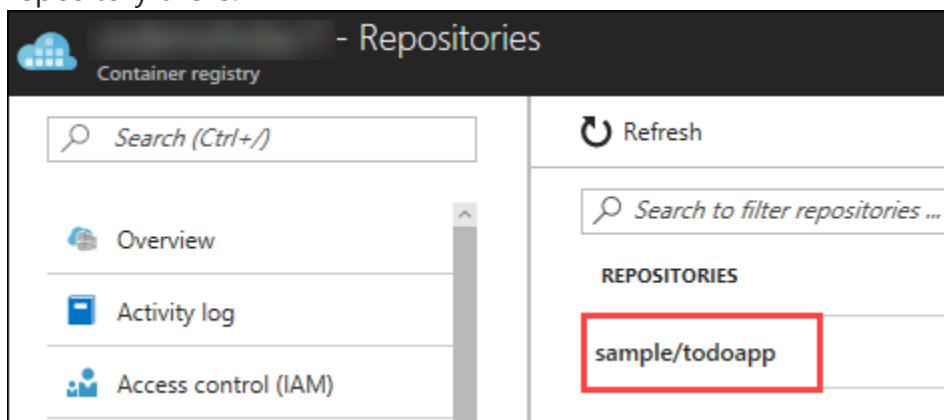 - Repositories
Container registry
Search (Ctrl+/)
Refresh
Overview
Search to filter repositories ...
Activity log
REPOSITORIES
Access control (IAM)
sample/todoapp